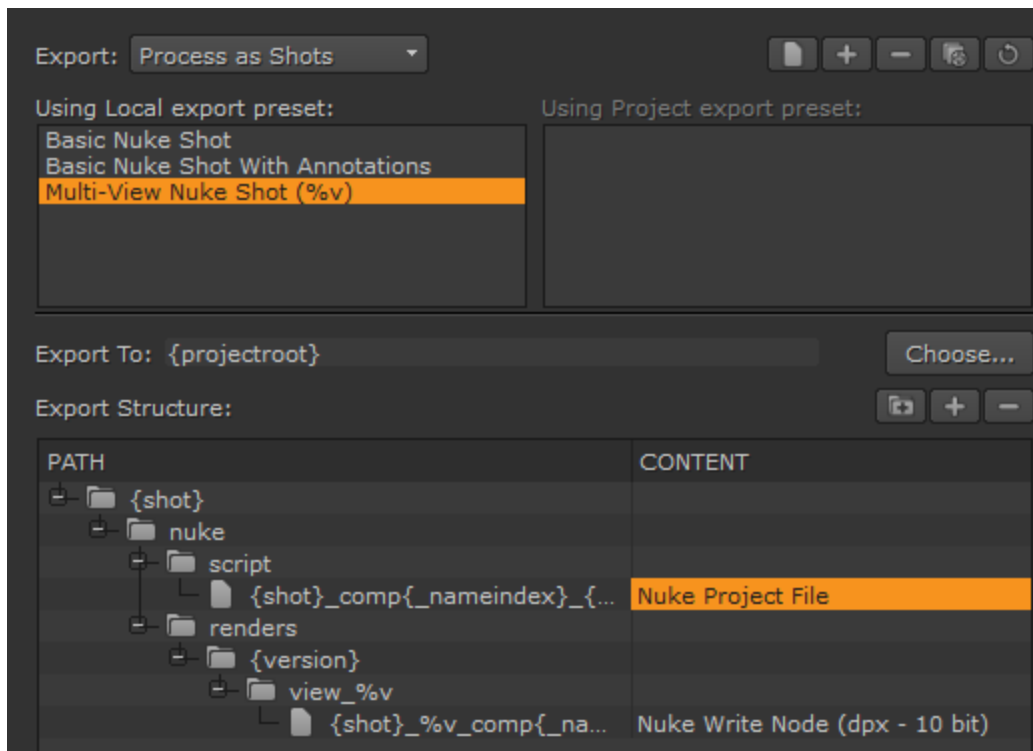 Export: Process as Shots
Using Local export preset: Using Project export preset:
Basic Nuke Shot
Basic Nuke Shot With Annotations
Multi-View Nuke Shot (%v)
Export To: {projectroot} Choose...
Export Structure:
PATH CONTENT
{shot}
nuke
script
{shot}_comp{_nameindex}_{... Nuke Project File
renders
{version}
view_%v
{shot}_%v_comp{_na... Nuke Write Node (dpx - 10 bit)